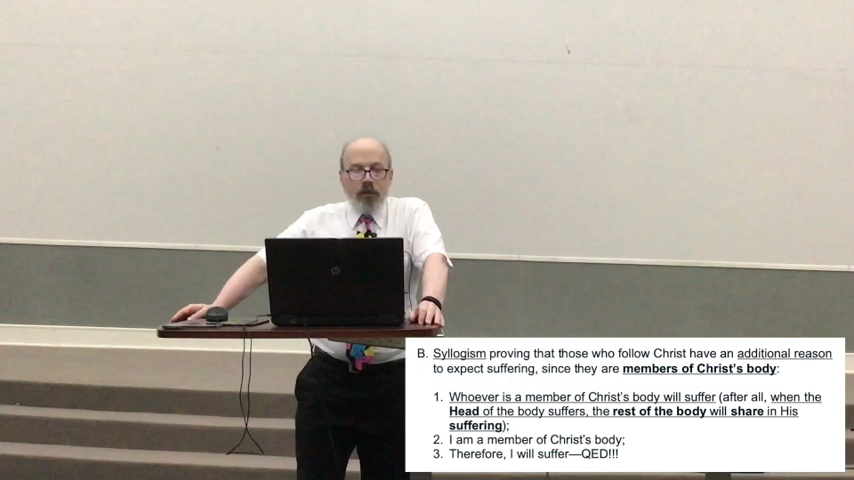 B. Syllogism proving that those who follow Christ have an additional reason
to expect suffering, since they are members of Christ's body:
1. Whoever is a member of Christ's body will suffer (after all, when the
Head of the body suffers, the rest of the body will share in His
suffering);
2. I am a member of Christ's body;
3. Therefore, I will suffer—QED!!!